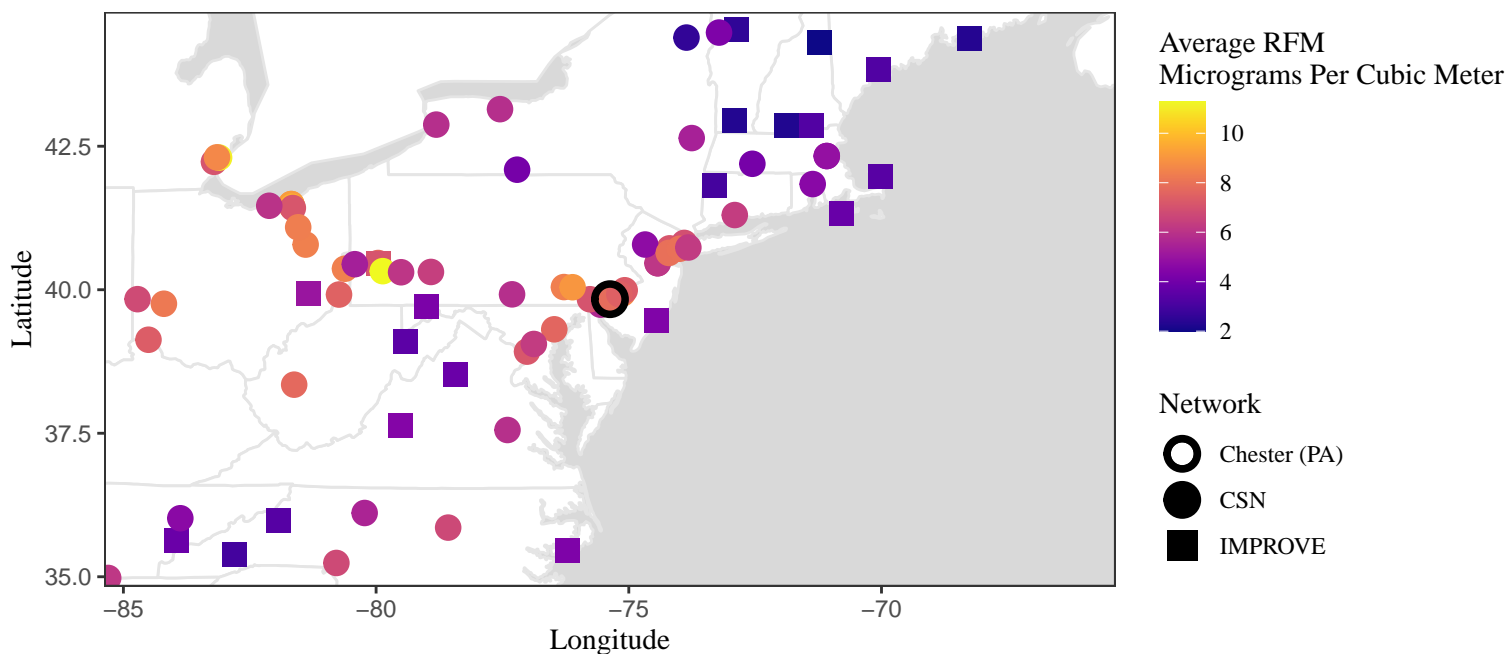 42.5
40.0
37.5
35.0
Latitude
−85
−80
−75
−70
Longitude
Average RFM
Micrograms Per Cubic Meter
10
8
6
4
2
Network
Chester (PA)
CSN
IMPROVE